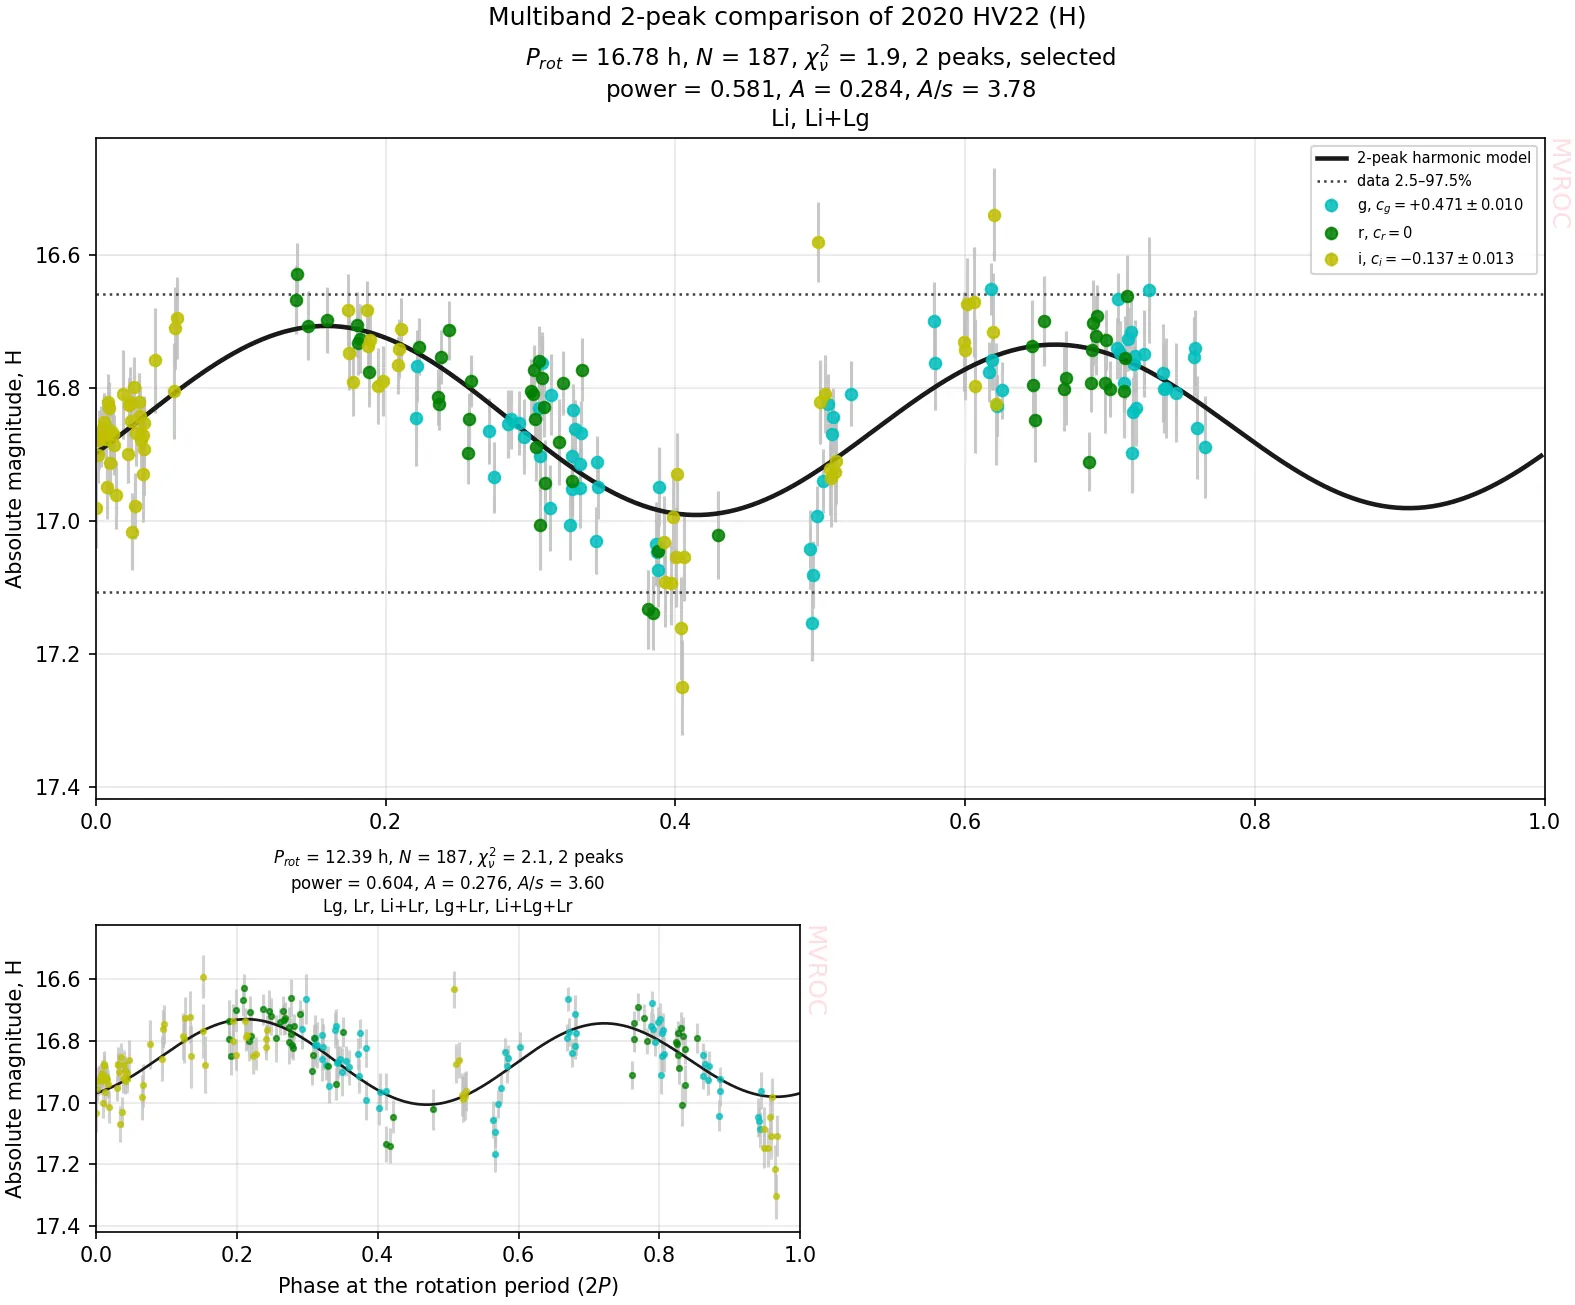 Multiband 2-peak comparison of 2020 HV22 (H)
P_rot = 16.78 h, N = 187, χ²_ν = 1.9, 2 peaks, selected
power = 0.581, A = 0.284, A/s = 3.78
Li, Li+Lg
2-peak harmonic model
data 2.5–97.5%
g, c_g = +0.471 ± 0.010
r, c_r = 0
i, c_i = −0.137 ± 0.013
MVROC
Absolute magnitude, H
16.6
16.8
17.0
17.2
17.4
0.0 0.2 0.4 0.6 0.8 1.0
P_rot = 12.39 h, N = 187, χ²_ν = 2.1, 2 peaks
power = 0.604, A = 0.276, A/s = 3.60
Lg, Lr, Li+Lr, Lg+Lr, Li+Lg+Lr
MVROC
Absolute magnitude, H
16.6
16.8
17.0
17.2
17.4
0.0 0.2 0.4 0.6 0.8 1.0
Phase at the rotation period (2P)